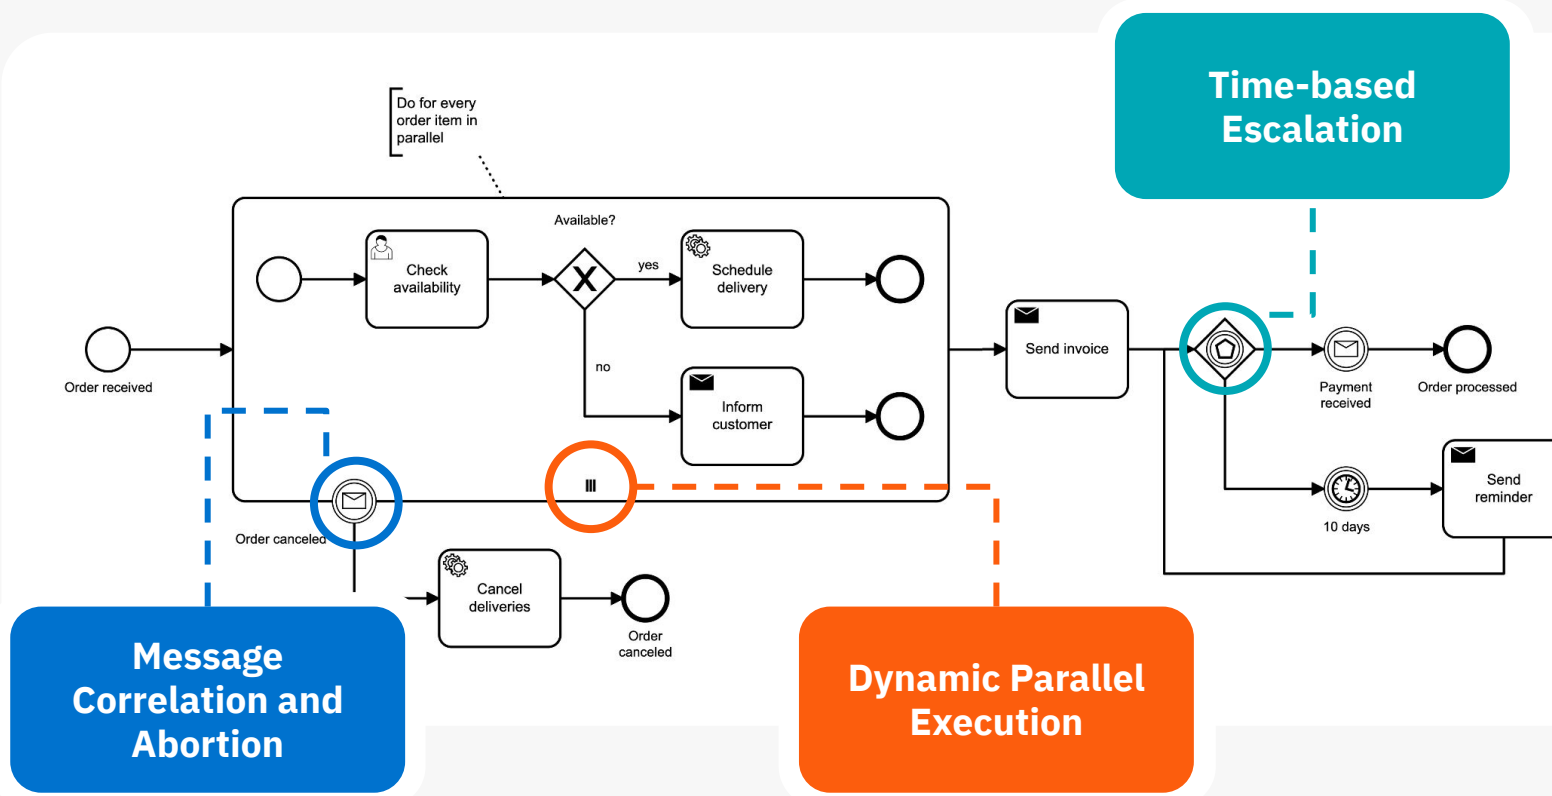 Time-based
Escalation
Do for every
order item in
parallel
Available?
Check
availability
yes
Schedule
delivery
Order received
no
Inform
customer
Send invoice
Payment
received
Order processed
Order canceled
10 days
Send
reminder
Cancel
deliveries
Order
canceled
Message
Correlation and
Abortion
Dynamic Parallel
Execution